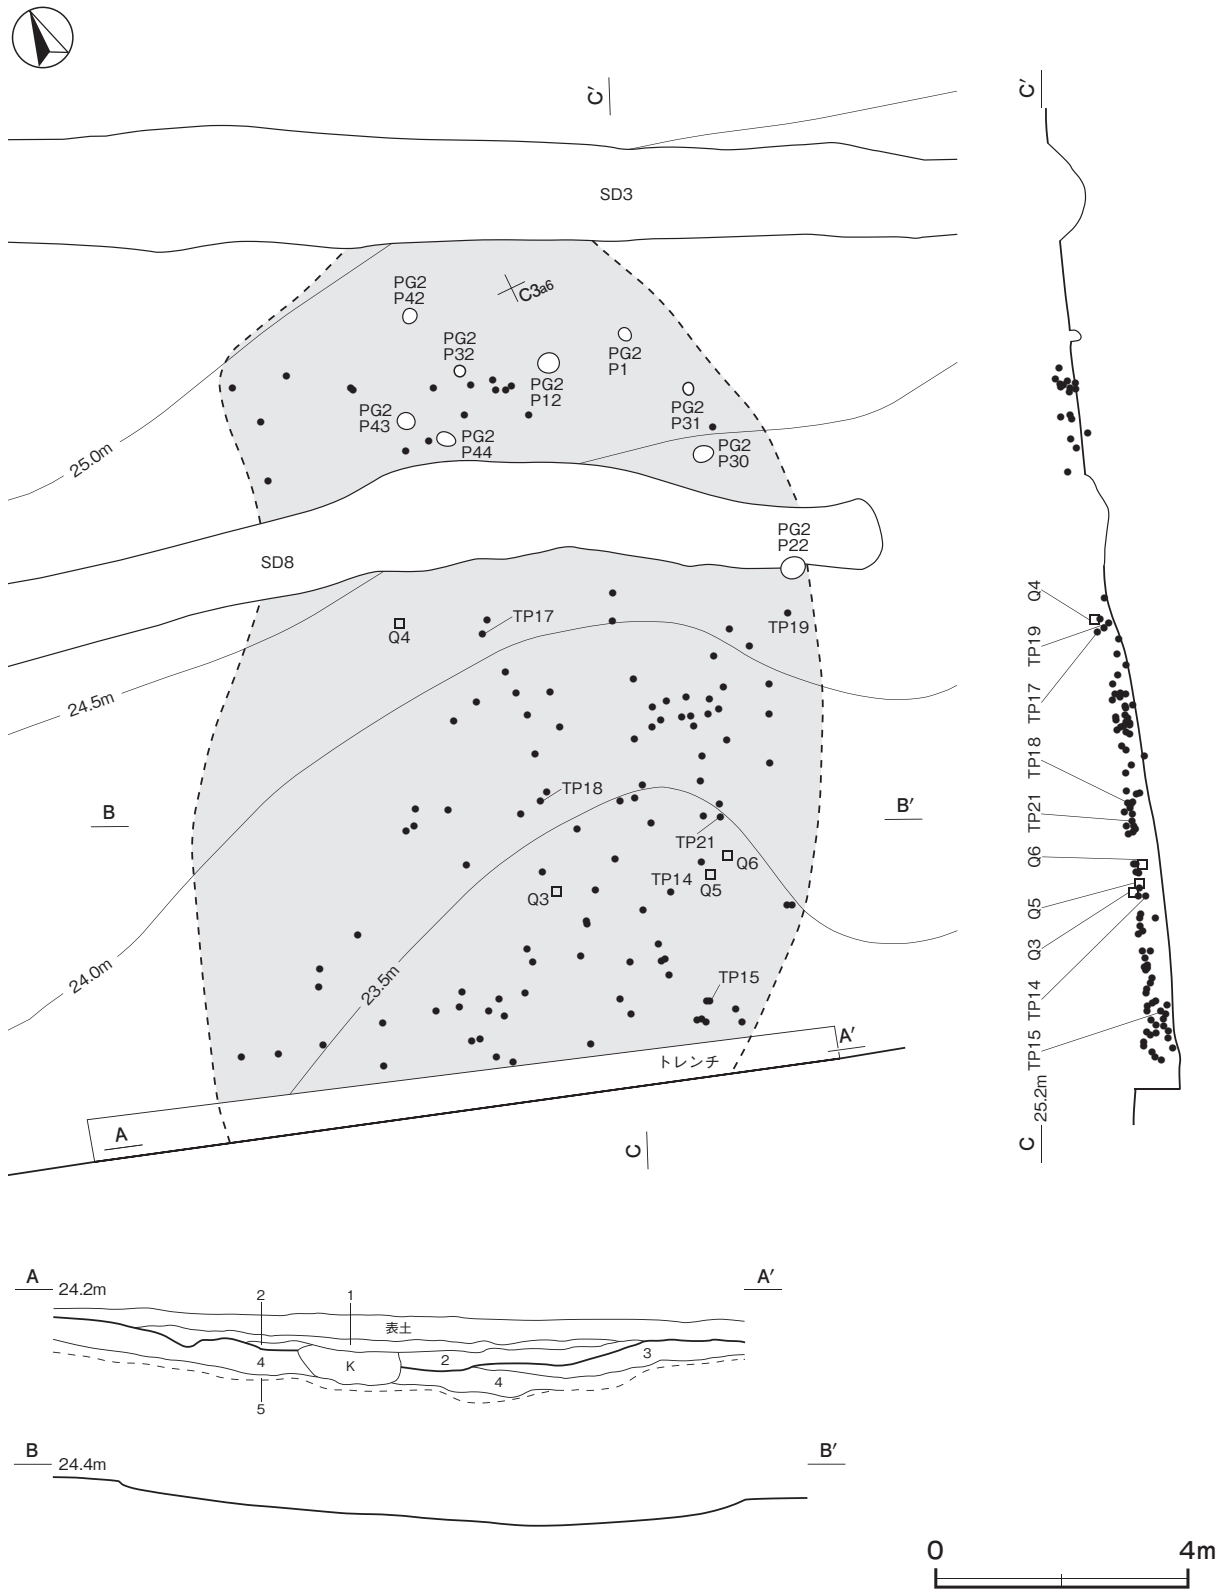 C′
C′
SD3
C3a6
PG2
P42
PG2
P32
PG2
P1
PG2
P12
PG2
P31
PG2
P43
PG2
P44
PG2
P30
25.0m
PG2
P22
SD8
Q4
TP17
TP19
24.5m
TP18
B
B′
TP21
Q6
Q5
TP14
Q3
24.0m
23.5m
TP15
トレンチ
A′
A
C
Q4
TP19
TP17
TP18
TP21
Q6
Q5
Q3
TP14
TP15
25.2m
C
A
24.2m
A′
2
1
表土
4
K
2
3
4
5
B
24.4m
B′
0
4m